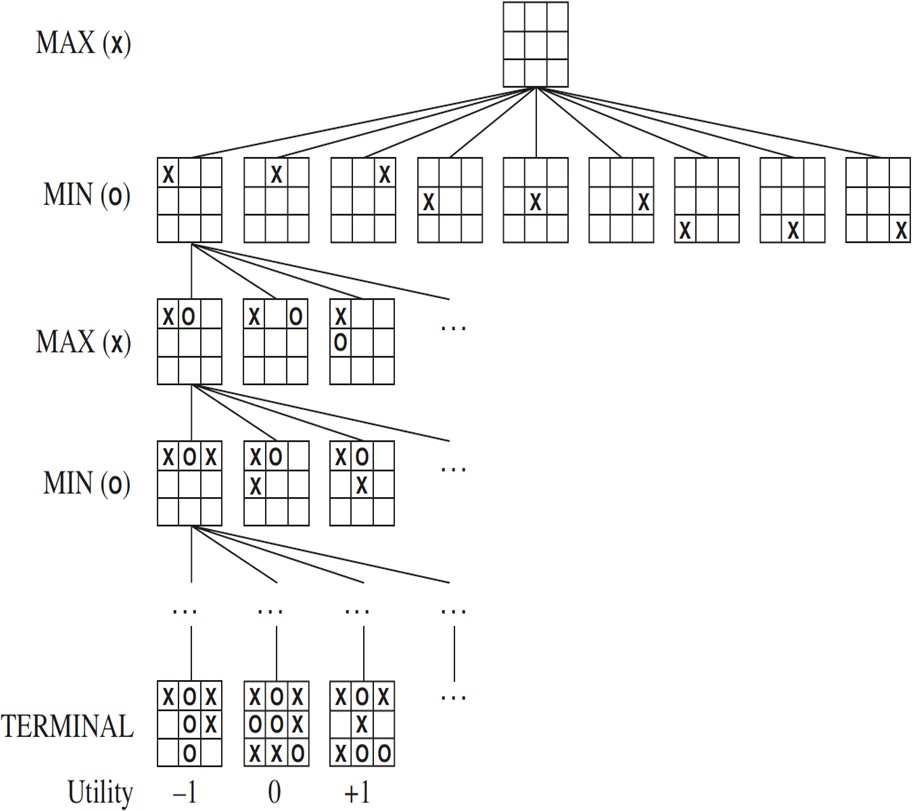 MAX (X)
MIN (O)
X X X X X X X X X
MAX (X)
X O X O X
O
...
MIN (O)
X O X X O X O
X X
...
... ... ... ...
TERMINAL
X O X X O X X O X
O X O O X X
O X X O X O O
...
Utility –1 0 +1